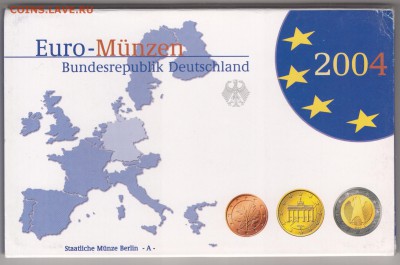 COINS.LAVE.RU
Euro-Münzen
Bundesrepublik Deutschland
2004
Staatliche Münze Berlin - A -